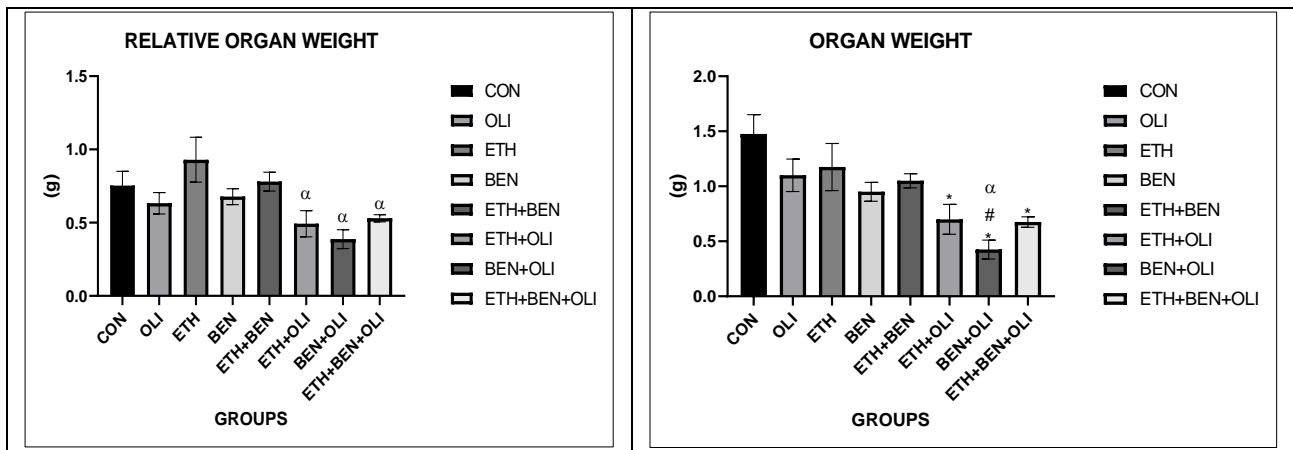 RELATIVE ORGAN WEIGHT
1.5
1.0
0.5
0.0
(g)
α
α
α
CON
OLI
ETH
BEN
ETH+BEN
ETH+OLI
BEN+OLI
ETH+BEN+OLI
GROUPS
CON
OLI
ETH
BEN
ETH+BEN
ETH+OLI
BEN+OLI
ETH+BEN+OLI
ORGAN WEIGHT
2.0
1.5
1.0
0.5
0.0
(g)
*
α
#
*
*
CON
OLI
ETH
BEN
ETH+BEN
ETH+OLI
BEN+OLI
ETH+BEN+OLI
GROUPS
CON
OLI
ETH
BEN
ETH+BEN
ETH+OLI
BEN+OLI
ETH+BEN+OLI